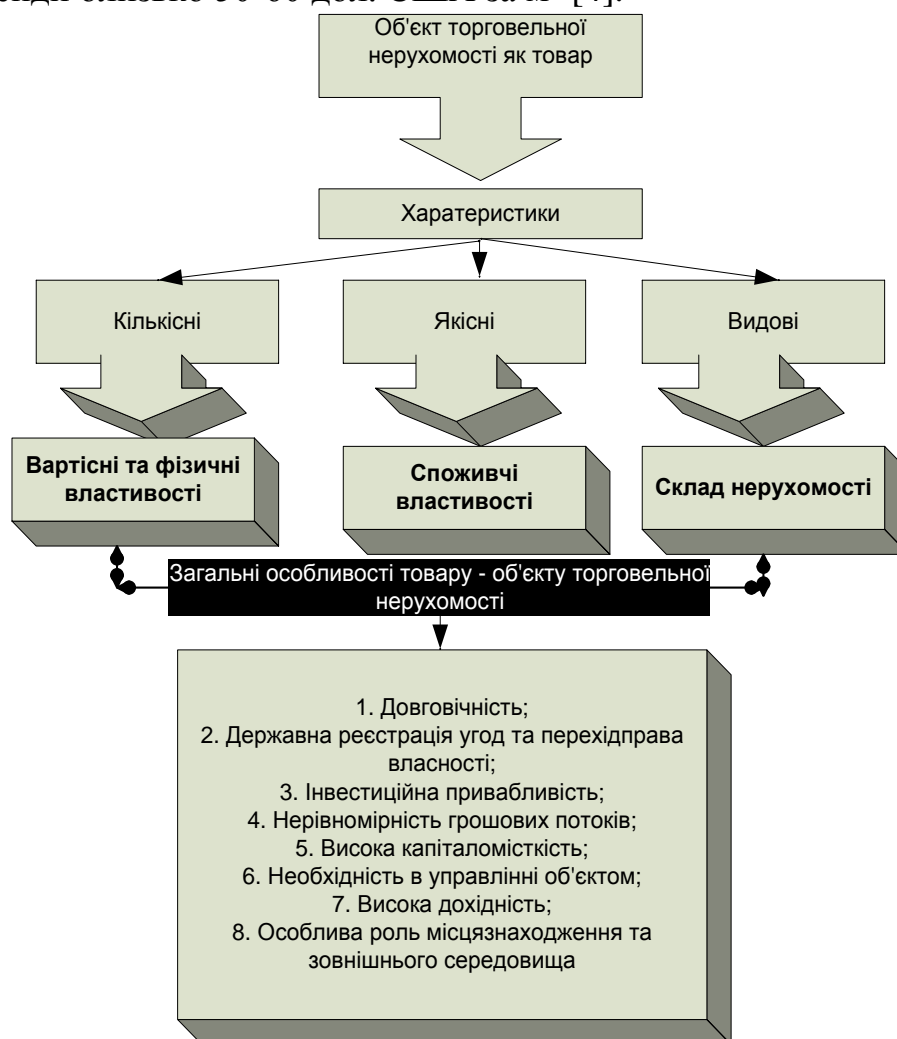 Об'єкт торговельної
нерухомості як товар
Харатеристики
Кількісні
Якісні
Видові
Вартісні та фізичні
властивості
Споживчі
властивості
Склад нерухомості
Загальні особливості товару - об'єкту торговельної
нерухомості
1. Довговічність;
2. Державна реєстрація угод та перехідправа
власності;
3. Інвестиційна привабливість;
4. Нерівномірність грошових потоків;
5. Висока капіталомісткість;
6. Необхідність в управлінні об'єктом;
7. Висока дохідність;
8. Особлива роль місцязнаходження та
зовнішнього середовища